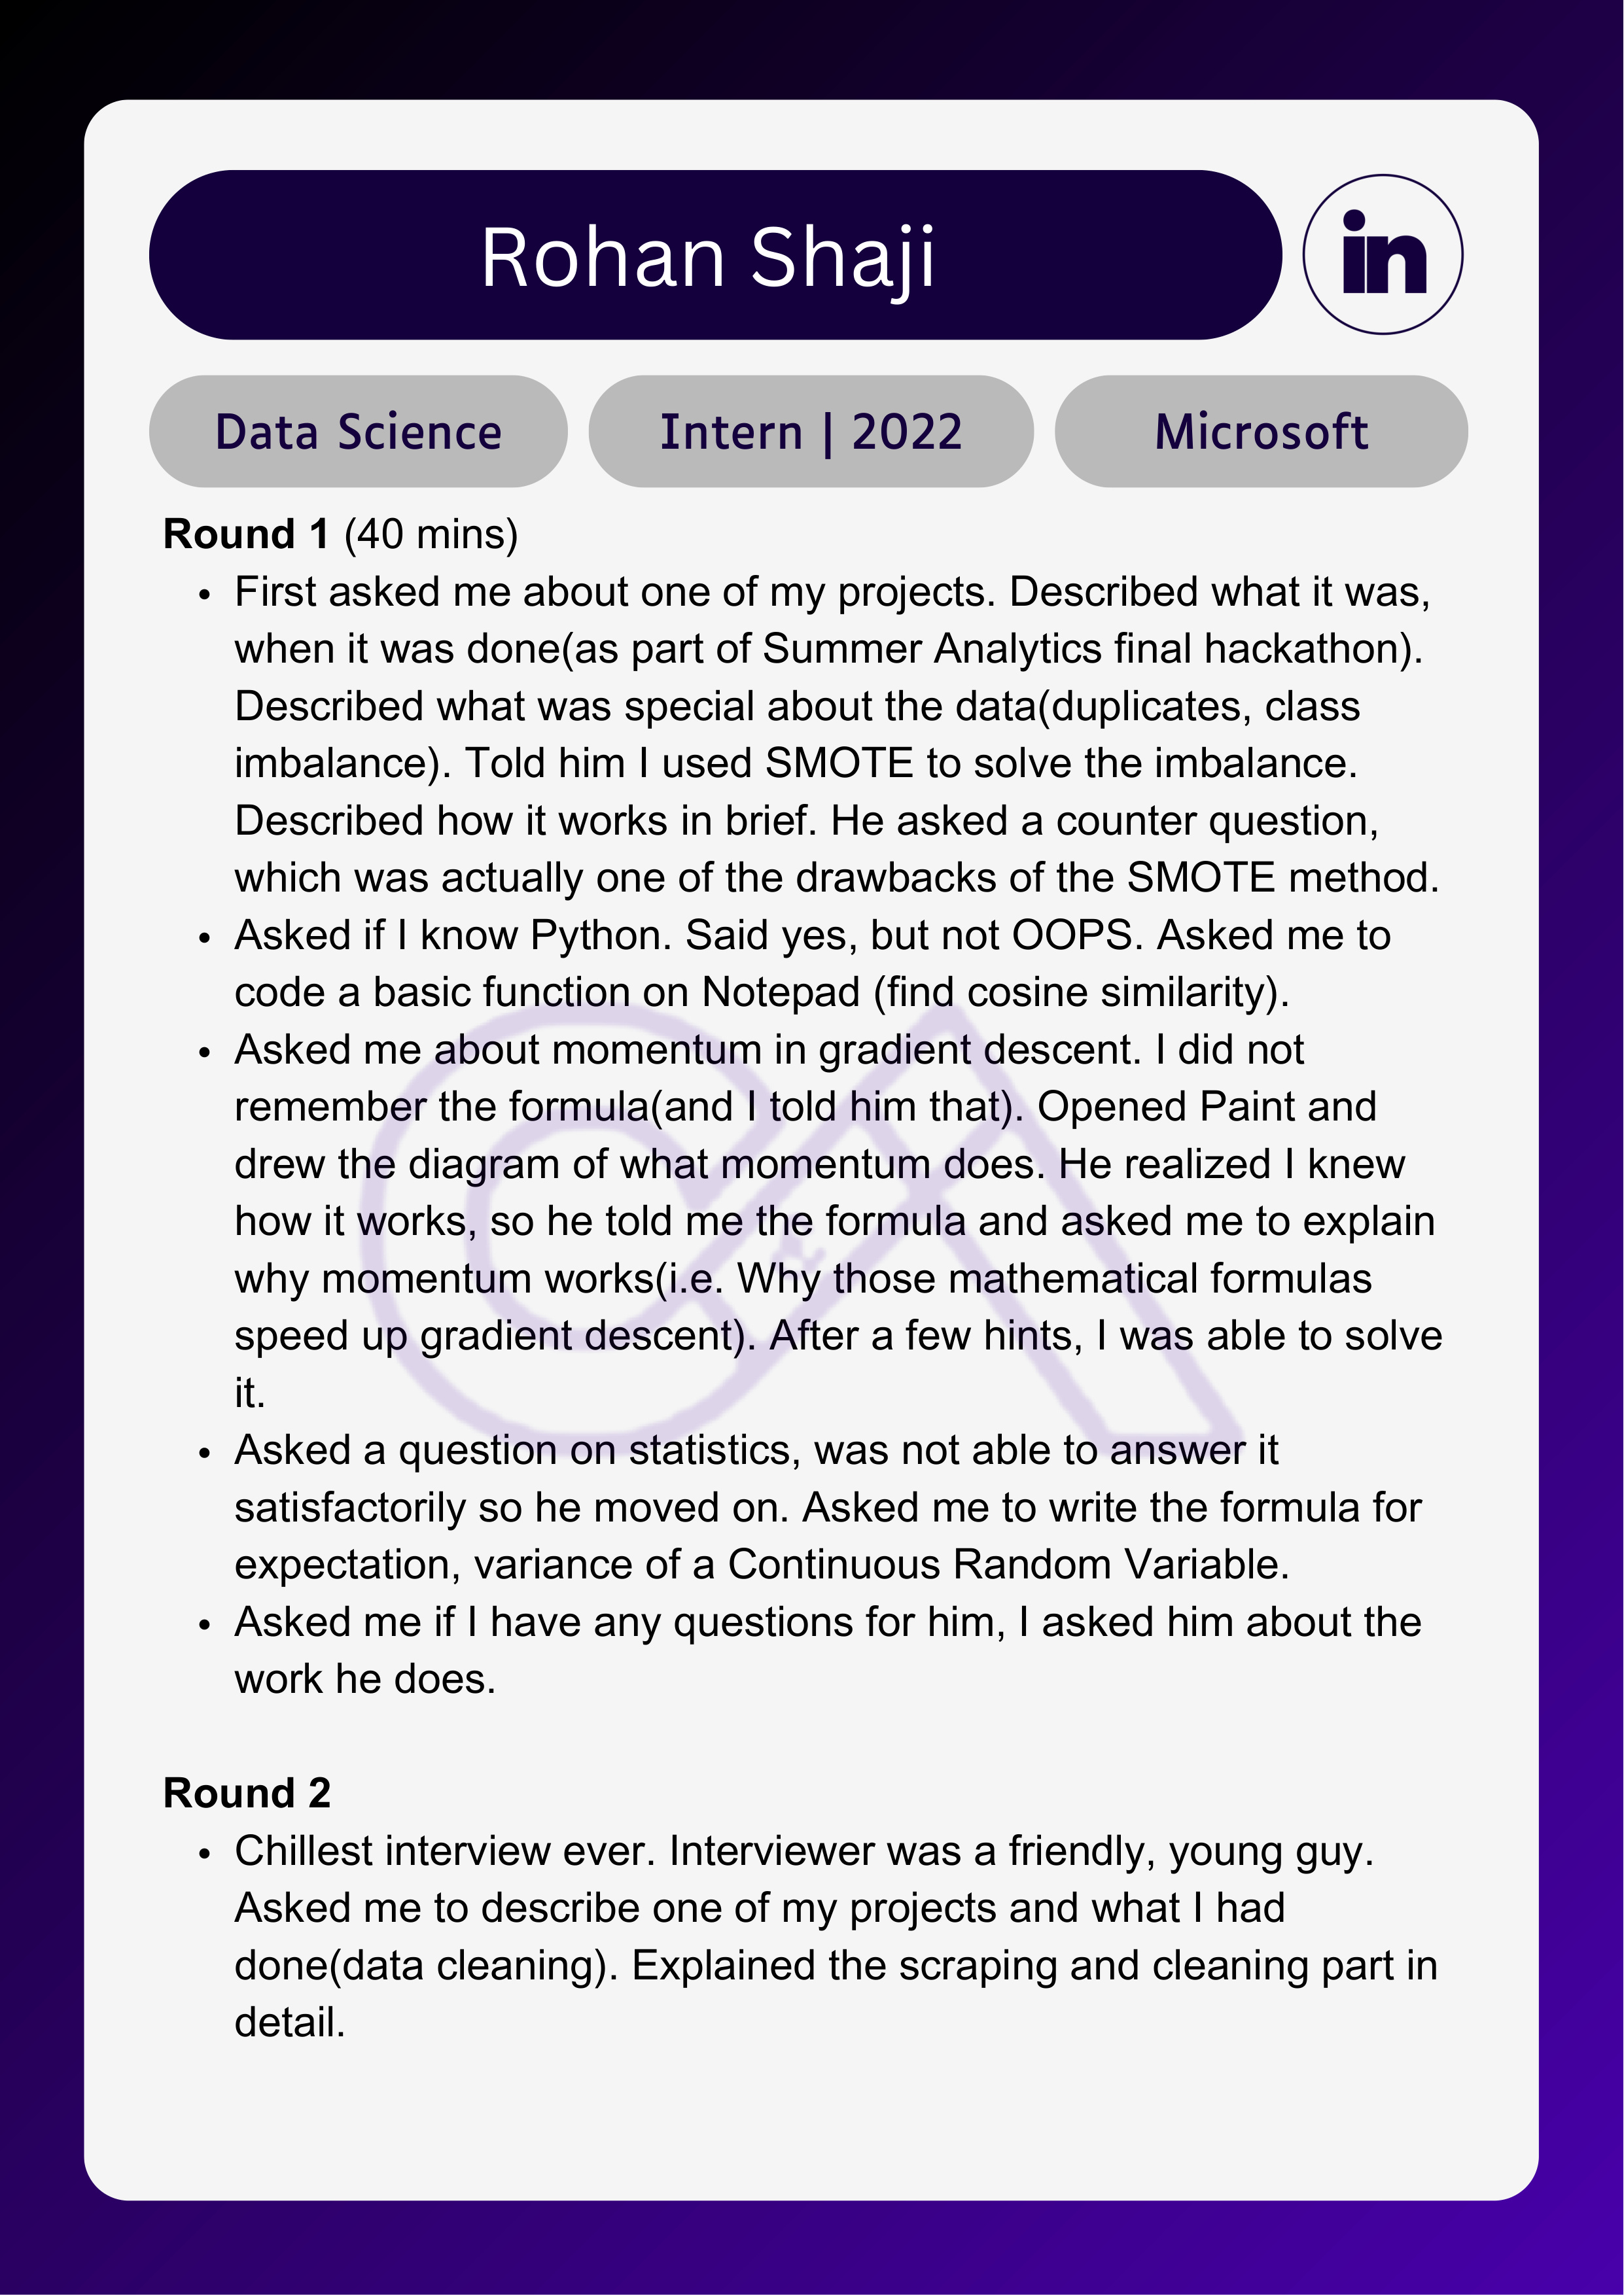 Rohan Shaji
in
Data Science
Intern | 2022
Microsoft
Round 1 (40 mins)
• First asked me about one of my projects. Described what it was,
when it was done(as part of Summer Analytics final hackathon).
Described what was special about the data(duplicates, class
imbalance). Told him I used SMOTE to solve the imbalance.
Described how it works in brief. He asked a counter question,
which was actually one of the drawbacks of the SMOTE method.
• Asked if I know Python. Said yes, but not OOPS. Asked me to
code a basic function on Notepad (find cosine similarity).
• Asked me about momentum in gradient descent. I did not
remember the formula(and I told him that). Opened Paint and
drew the diagram of what momentum does. He realized I knew
how it works, so he told me the formula and asked me to explain
why momentum works(i.e. Why those mathematical formulas
speed up gradient descent). After a few hints, I was able to solve
it.
• Asked a question on statistics, was not able to answer it
satisfactorily so he moved on. Asked me to write the formula for
expectation, variance of a Continuous Random Variable.
• Asked me if I have any questions for him, I asked him about the
work he does.
Round 2
• Chillest interview ever. Interviewer was a friendly, young guy.
Asked me to describe one of my projects and what I had
done(data cleaning). Explained the scraping and cleaning part in
detail.